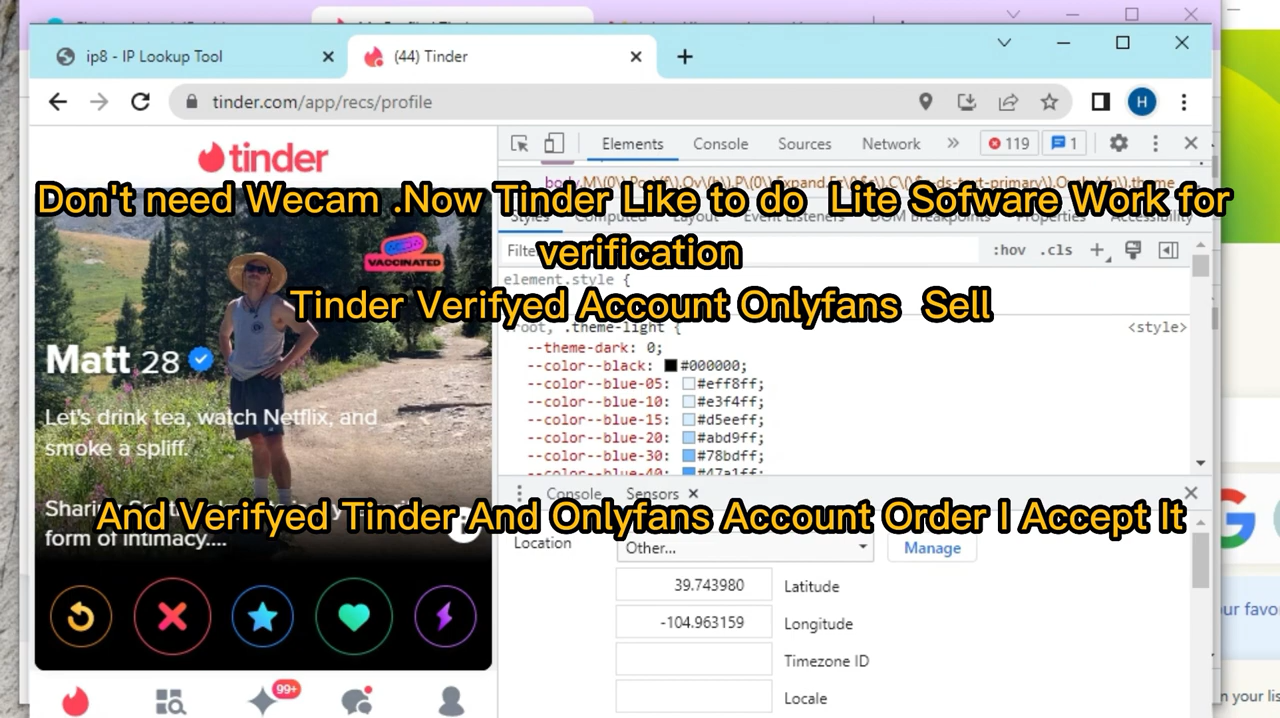 ip8 - IP Lookup Tool
(44) Tinder
tinder.com/app/recs/profile
H
tinder
Elements
Console
Sources
Network
119
1
Don't need Wecam .Now Tinder Like to do Lite Sofware Work for
verification
Tinder Verifyed Account Onlyfans Sell
:hov .cls
element.style {
.theme-light {
<style>
--theme-dark: 0;
--color--black: #000000;
--color--blue-05: #eff8ff;
--color--blue-10: #e3f4ff;
--color--blue-15: #d5eeff;
--color--blue-20: #abd9ff;
--color--blue-30: #78bdff;
--color--blue-40: #47a1ff;
VACCINATED
Matt 28
Let's drink tea, watch Netflix, and
smoke a spliff.
form of intimacy....
Console
Sensors
And Verifyed Tinder And Onlyfans Account Order I Accept It
Location
Other...
Manage
39.743980 Latitude
-104.963159 Longitude
Timezone ID
Locale
99+